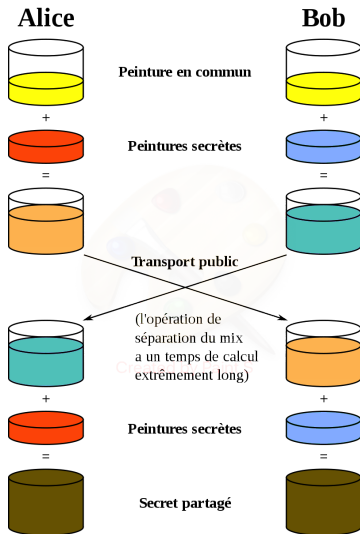 Alice
Bob
Peinture en commun
+
+
Peintures secrètes
=
=
Transport public
(l'opération de
séparation du mix
a un temps de calcul
extrêmement long)
+
+
Peintures secrètes
=
=
Secret partagé